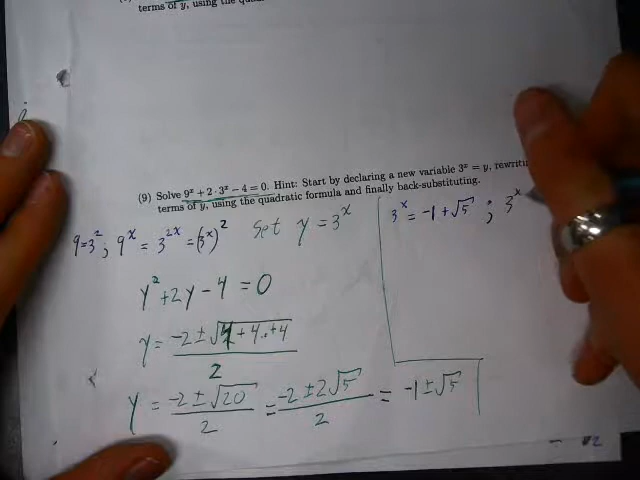 terms of y, using the qua
(9) Solve 9^x + 2 · 3^x − 4 = 0. Hint: Start by declaring a new variable 3^x = y,
terms of y, using the quadratic formula and finally back-substituting.
9=3^2; 9^x = 3^{2x} = (3^x)^2 Set y = 3^x
3^x = -1+√5 ; 3^x
y^2 + 2y - 4 = 0
y = (-2 ± √(4 + 4·+4))/2
y = (-2 ± √20)/2 = (-2 ± 2√5)/2 = -1 ± √5